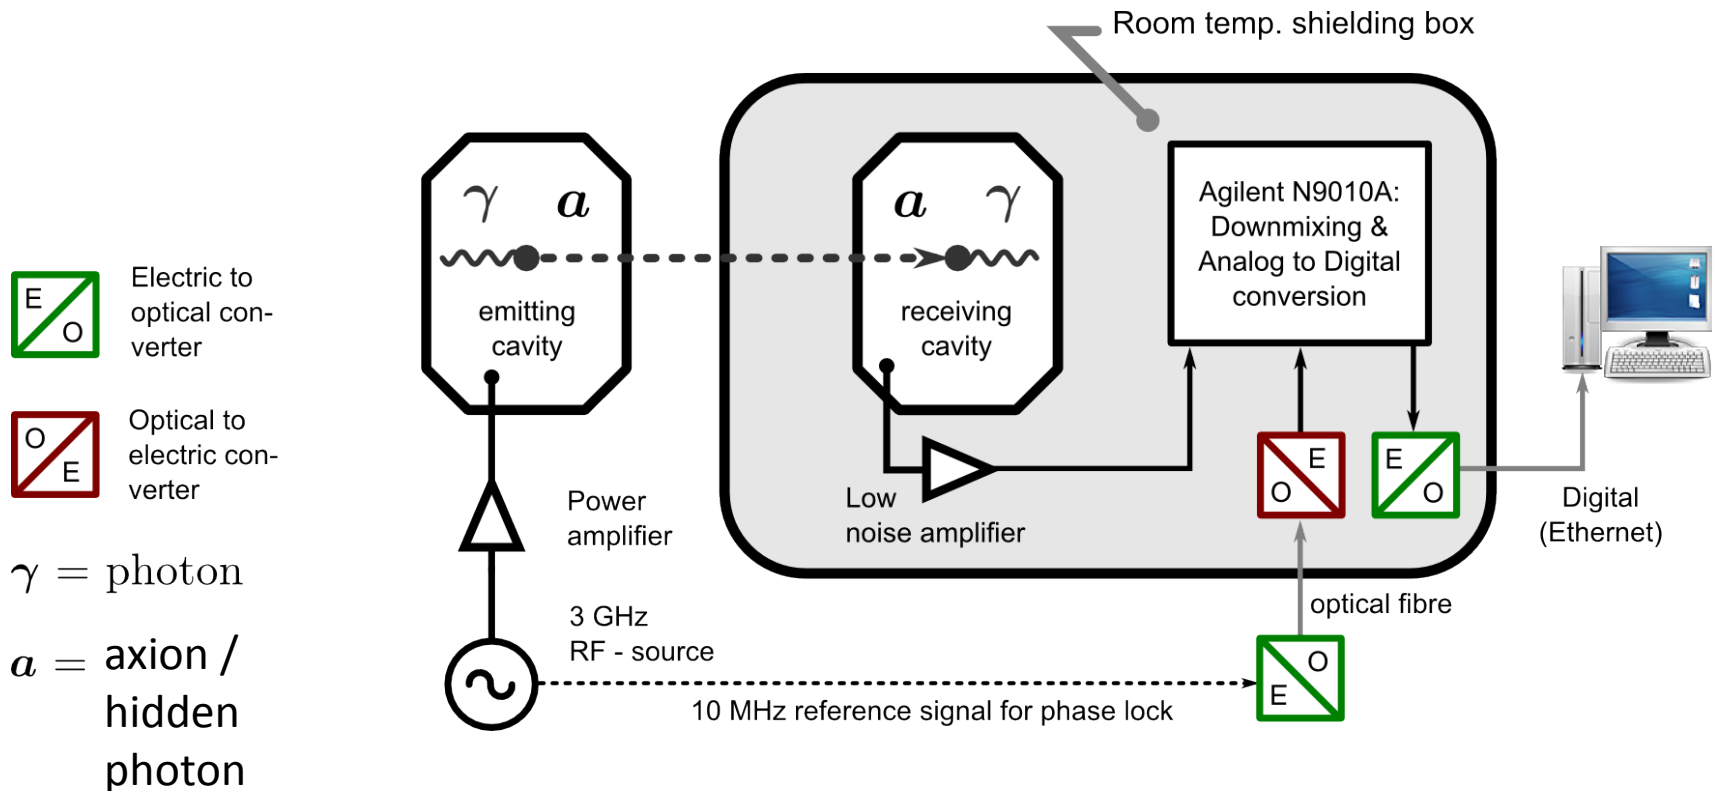 Room temp. shielding box
γ a
a γ
emitting
cavity
receiving
cavity
Agilent N9010A:
Downmixing &
Analog to Digital
conversion
E
O
Electric to
optical con-
verter
O
E
Optical to
electric con-
verter
γ = photon
a = axion /
hidden
photon
Power
amplifier
Low
noise amplifier
E
O
E
O
Digital
(Ethernet)
optical fibre
3 GHz
RF - source
O
E
10 MHz reference signal for phase lock